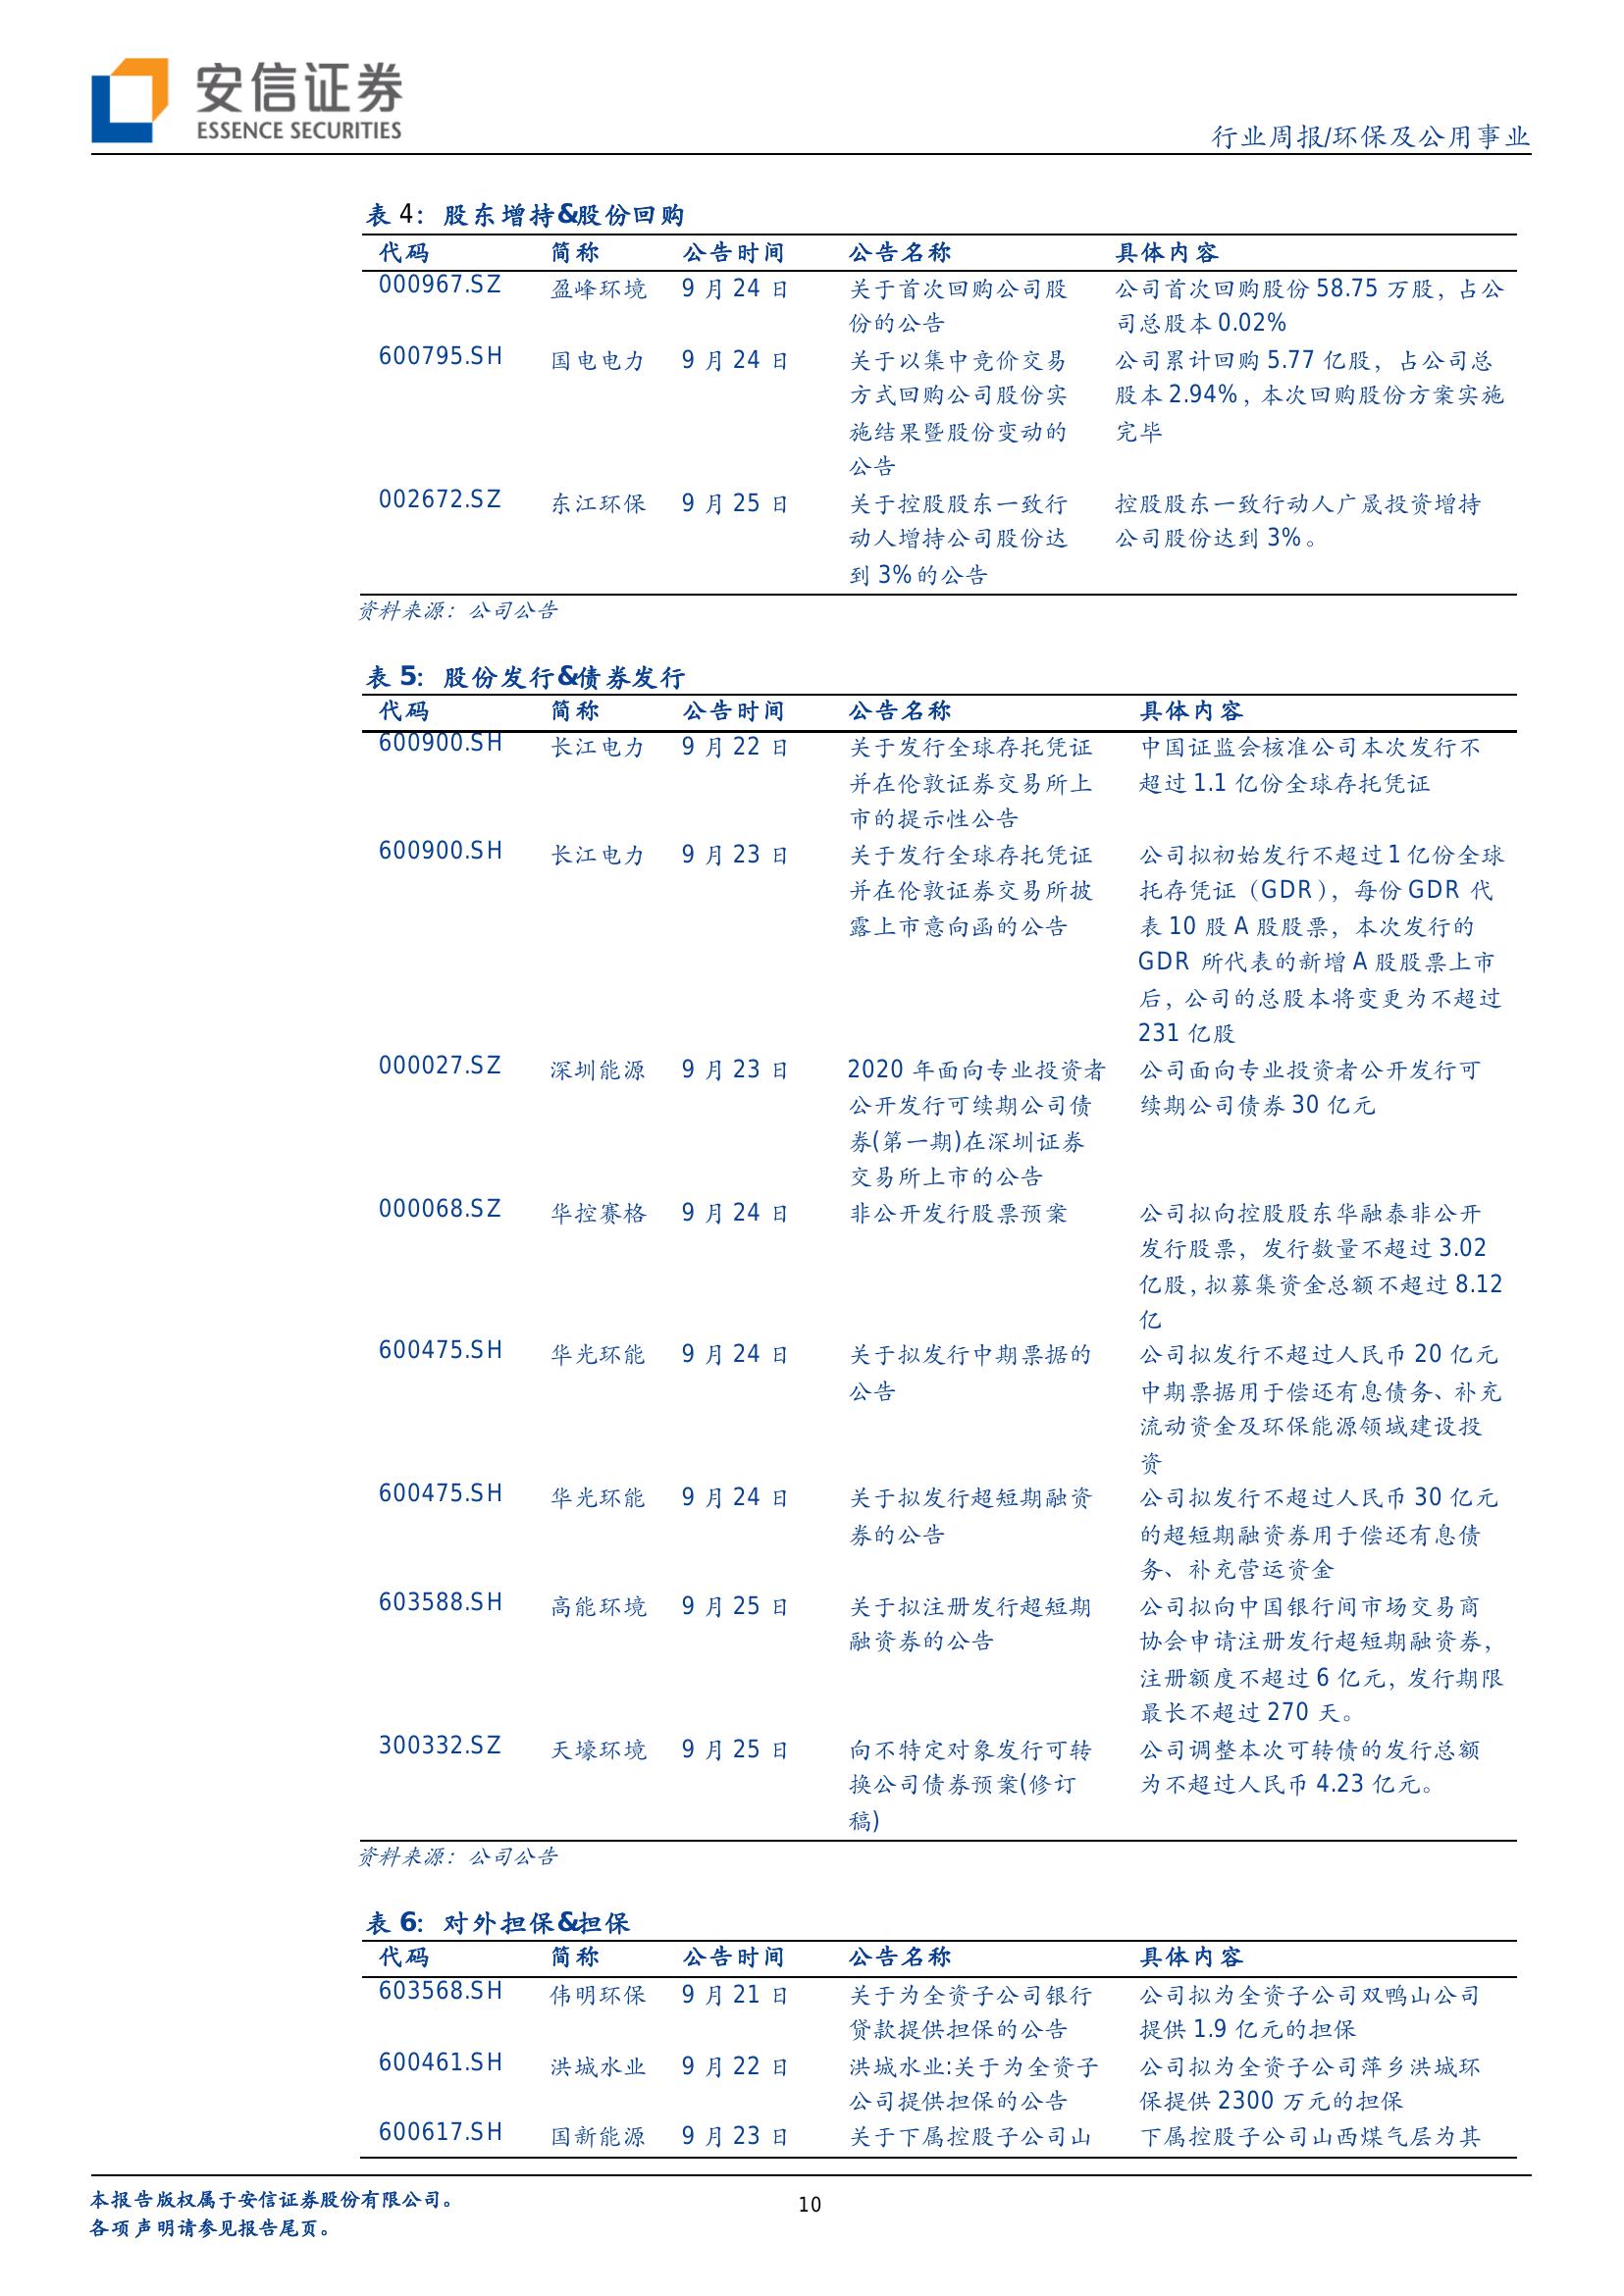 安信证券
ESSENCE SECURITIES
行业周报/环保及公用事业
表 4：股东增持&股份回购
代码 简称 公告时间 公告名称 具体内容
000967.SZ 盈峰环境 9 月 24 日 关于首次回购公司股 公司首次回购股份 58.75 万股，占公
份的公告 司总股本 0.02%
600795.SH 国电电力 9 月 24 日 关于以集中竞价交易 公司累计回购 5.77 亿股，占公司总
方式回购公司股份实 股本 2.94%，本次回购股份方案实施
施结果暨股份变动的 完毕
公告
002672.SZ 东江环保 9 月 25 日 关于控股股东一致行 控股股东一致行动人广晟投资增持
动人增持公司股份达 公司股份达到 3%。
到 3%的公告
资料来源：公司公告
表 5：股份发行&债券发行
代码 简称 公告时间 公告名称 具体内容
600900.SH 长江电力 9 月 22 日 关于发行全球存托凭证 中国证监会核准公司本次发行不
并在伦敦证券交易所上 超过 1.1 亿份全球存托凭证
市的提示性公告
600900.SH 长江电力 9 月 23 日 关于发行全球存托凭证 公司拟初始发行不超过 1 亿份全球
并在伦敦证券交易所披 托存凭证（GDR），每份 GDR 代
露上市意向函的公告 表 10 股 A 股股票，本次发行的
GDR 所代表的新增 A 股股票上市
后，公司的总股本将变更为不超过
231 亿股
000027.SZ 深圳能源 9 月 23 日 2020 年面向专业投资者 公司面向专业投资者公开发行可
公开发行可续期公司债 续期公司债券 30 亿元
券(第一期)在深圳证券
交易所上市的公告
000068.SZ 华控赛格 9 月 24 日 非公开发行股票预案 公司拟向控股股东华融泰非公开
发行股票，发行数量不超过 3.02
亿股，拟募集资金总额不超过 8.12
亿
600475.SH 华光环能 9 月 24 日 关于拟发行中期票据的 公司拟发行不超过人民币 20 亿元
公告 中期票据用于偿还有息债务、补充
流动资金及环保能源领域建设投
资
600475.SH 华光环能 9 月 24 日 关于拟发行超短期融资 公司拟发行不超过人民币 30 亿元
券的公告 的超短期融资券用于偿还有息债
务、补充营运资金
603588.SH 高能环境 9 月 25 日 关于拟注册发行超短期 公司拟向中国银行间市场交易商
融资券的公告 协会申请注册发行超短期融资券，
注册额度不超过 6 亿元，发行期限
最长不超过 270 天。
300332.SZ 天壕环境 9 月 25 日 向不特定对象发行可转 公司调整本次可转债的发行总额
换公司债券预案(修订 为不超过人民币 4.23 亿元。
稿)
资料来源：公司公告
表 6：对外担保&担保
代码 简称 公告时间 公告名称 具体内容
603568.SH 伟明环保 9 月 21 日 关于为全资子公司银行 公司拟为全资子公司双鸭山公司
贷款提供担保的公告 提供 1.9 亿元的担保
600461.SH 洪城水业 9 月 22 日 洪城水业:关于为全资子 公司拟为全资子公司萍乡洪城环
公司提供担保的公告 保提供 2300 万元的担保
600617.SH 国新能源 9 月 23 日 关于下属控股子公司山 下属控股子公司山西煤气层为其
本报告版权属于安信证券股份有限公司。
10
各项声明请参见报告尾页。